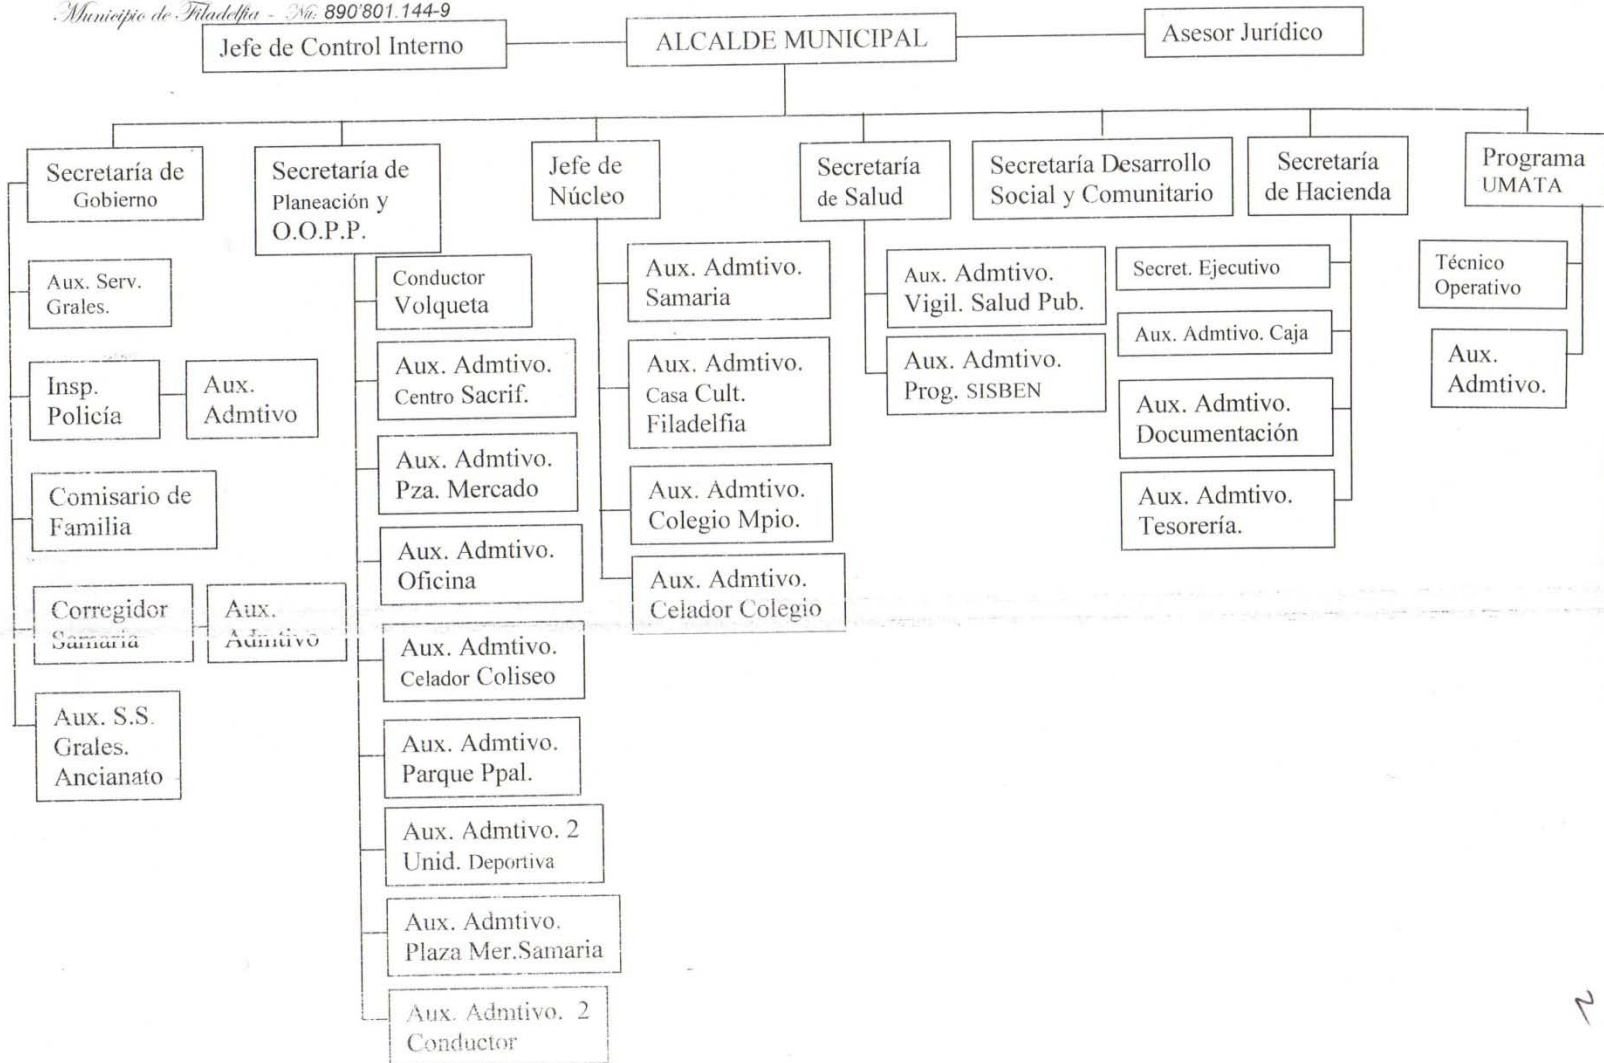 Municipio de Filadelfia - Nit: 890'801.144-9
Jefe de Control Interno
ALCALDE MUNICIPAL
Asesor Jurídico
Secretaría de
Gobierno
Aux. Serv.
Grales.
Insp.
Policía
Aux.
Admtivo
Comisario de
Familia
Corregidor
Samaria
Aux.
Admtivo
Aux. S.S.
Grales.
Ancianato
Secretaría de
Planeación y
O.O.P.P.
Conductor
Volqueta
Aux. Admtivo.
Centro Sacrif.
Aux. Admtivo.
Pza. Mercado
Aux. Admtivo.
Oficina
Aux. Admtivo.
Celador Coliseo
Aux. Admtivo.
Parque Ppal.
Aux. Admtivo. 2
Unid. Deportiva
Aux. Admtivo.
Plaza Mer.Samaria
Aux. Admtivo. 2
Conductor
Jefe de
Núcleo
Aux. Admtivo.
Samaria
Aux. Admtivo.
Casa Cult.
Filadelfia
Aux. Admtivo.
Colegio Mpio.
Aux. Admtivo.
Celador Colegio
Secretaría
de Salud
Aux. Admtivo.
Vigil. Salud Pub.
Aux. Admtivo.
Prog. SISBEN
Secretaría Desarrollo
Social y Comunitario
Secretaría
de Hacienda
Secret. Ejecutivo
Aux. Admtivo. Caja
Aux. Admtivo.
Documentación
Aux. Admtivo.
Tesorería.
Programa
UMATA
Técnico
Operativo
Aux.
Admtivo.